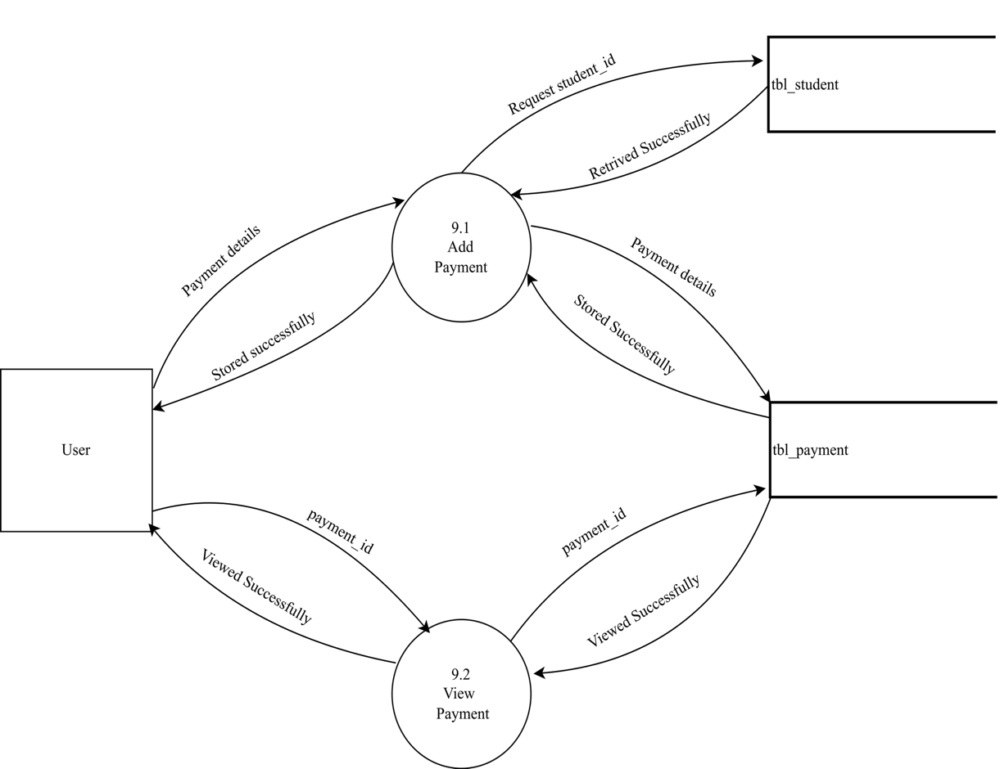 Request student_id
tbl_student
Retrived Successfully
9.1
Add
Payment
Payment details
Payment details
Stored successfully
Stored Successfully
User
tbl_payment
payment_id
payment_id
Viewed Successfully
Viewed Successfully
9.2
View
Payment